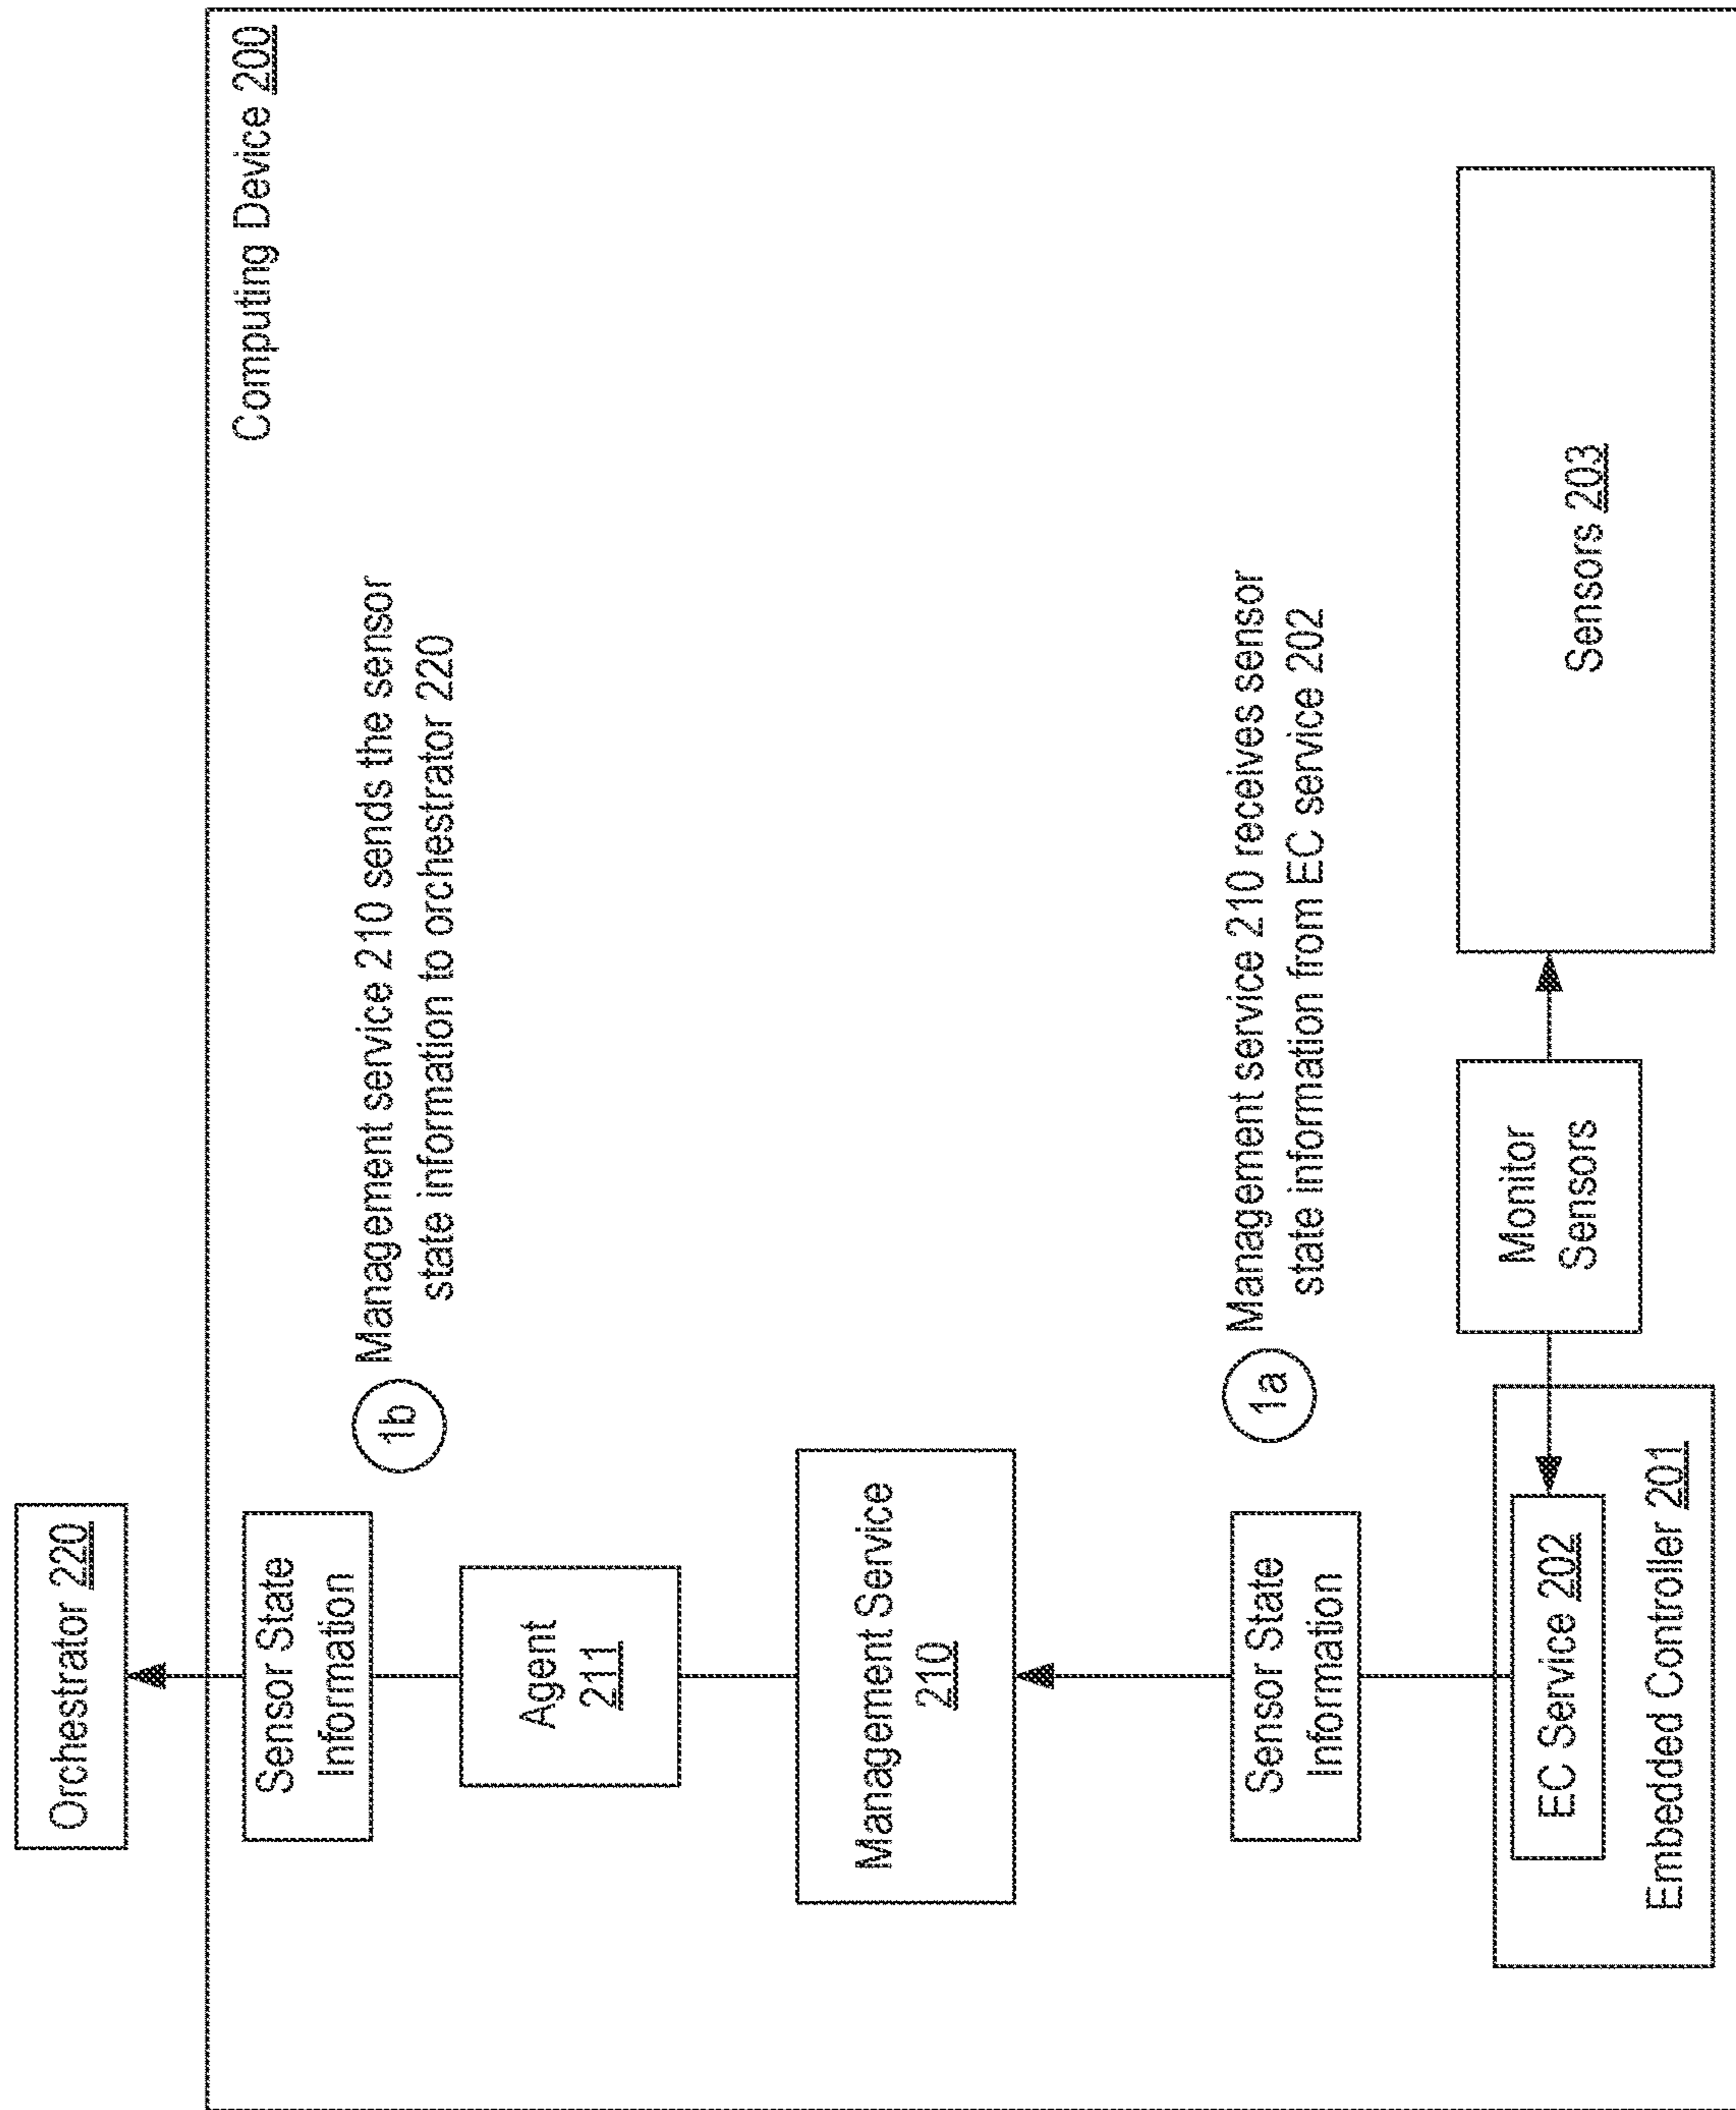 Orchestrator 220
Computing Device 200
Sensor State
Information
1b
Management service 210 sends the sensor
state information to orchestrator 220
Agent
211
Management Service
210
Sensor State
Information
1a
Management service 210 receives sensor
state information from EC service 202
EC Service 202
Embedded Controller 201
Monitor
Sensors
Sensors 203